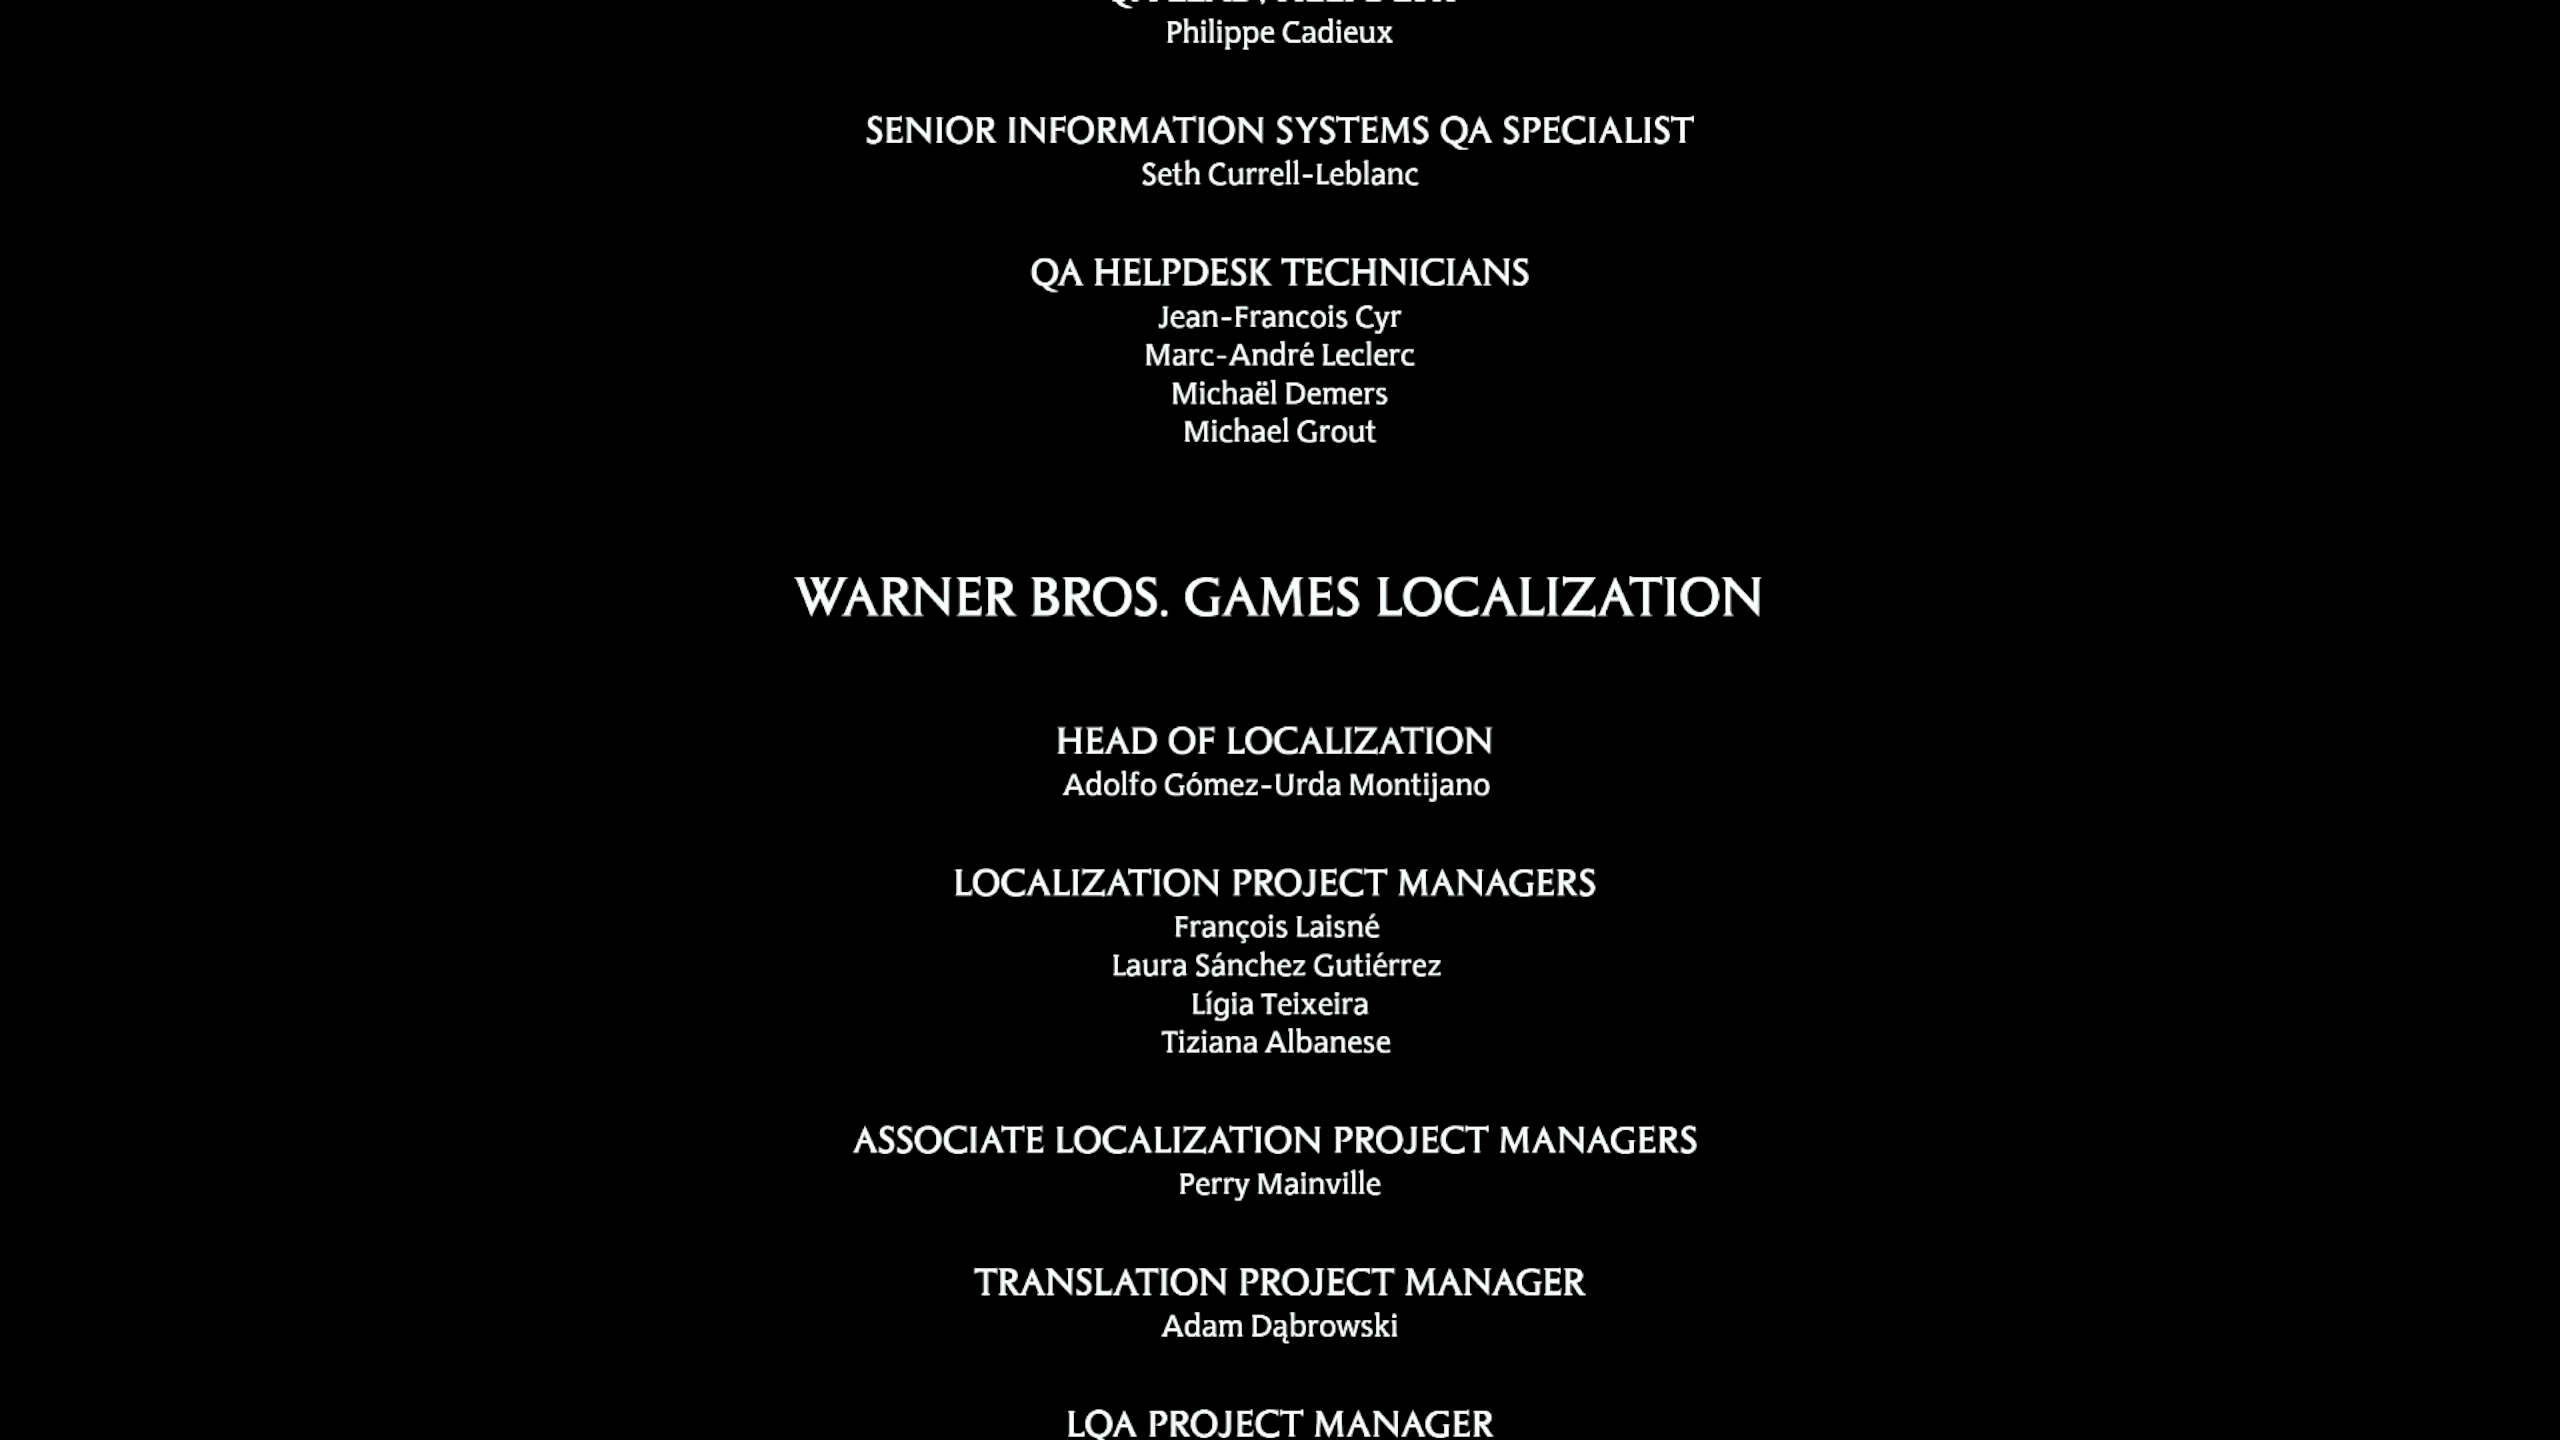 Philippe Cadieux
SENIOR INFORMATION SYSTEMS QA SPECIALIST
Seth Currell-Leblanc
QA HELPDESK TECHNICIANS
Jean-Francois Cyr
Marc-André Leclerc
Michaël Demers
Michael Grout
WARNER BROS. GAMES LOCALIZATION
HEAD OF LOCALIZATION
Adolfo Gómez-Urda Montijano
LOCALIZATION PROJECT MANAGERS
François Laisné
Laura Sánchez Gutiérrez
Lígia Teixeira
Tiziana Albanese
ASSOCIATE LOCALIZATION PROJECT MANAGERS
Perry Mainville
TRANSLATION PROJECT MANAGER
Adam Dąbrowski
LQA PROJECT MANAGER